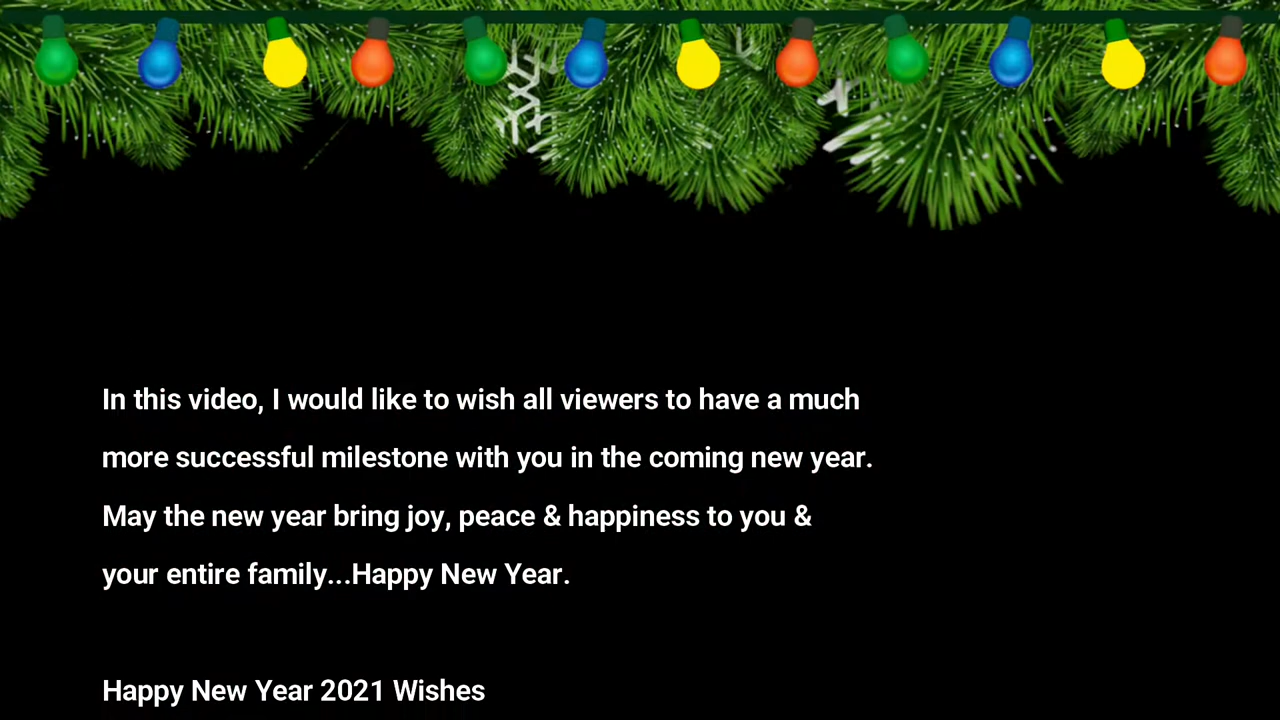 In this video, I would like to wish all viewers to have a much
more successful milestone with you in the coming new year.
May the new year bring joy, peace & happiness to you &
your entire family...Happy New Year.
Happy New Year 2021 Wishes